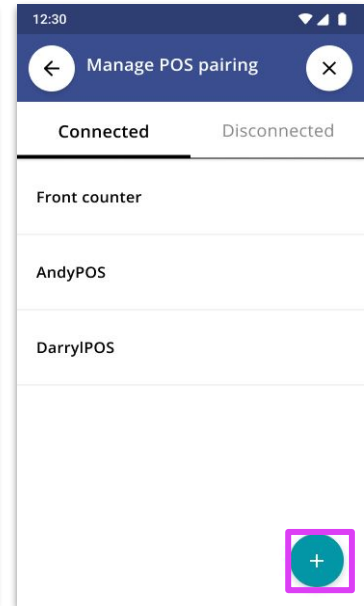 12:30
Manage POS pairing
Connected Disconnected
Front counter
AndyPOS
DarrylPOS
+